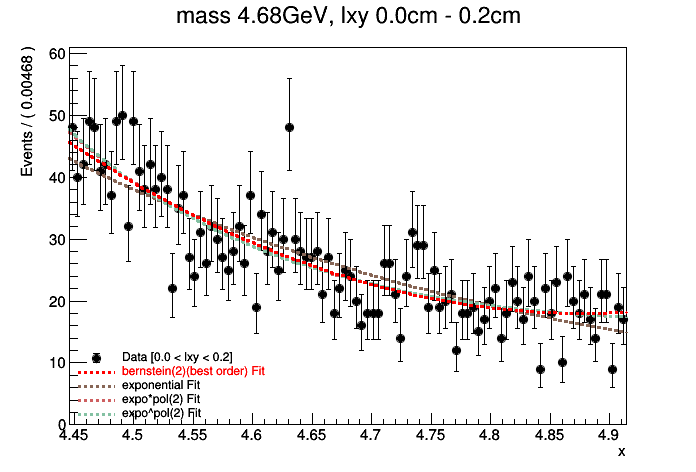 mass 4.68GeV, lxy 0.0cm - 0.2cm
Events / ( 0.00468 )
60
50
40
30
20
10
0
Data [0.0 < lxy < 0.2]
bernstein(2)(best order) Fit
exponential Fit
expo*pol(2) Fit
expo^pol(2) Fit
4.45 4.5 4.55 4.6 4.65 4.7 4.75 4.8 4.85 4.9
x